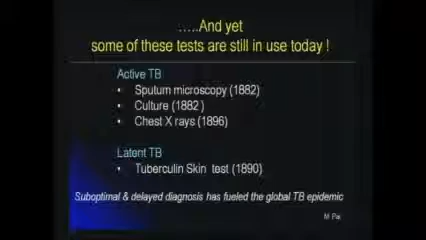 .....And yet
some of these tests are still in use today !
Active TB
• Sputum microscopy (1882)
• Culture (1882 )
• Chest X rays (1896)
Latent TB
• Tuberculin Skin test (1890)
Suboptimal & delayed diagnosis has fueled the global TB epidemic
M Pai